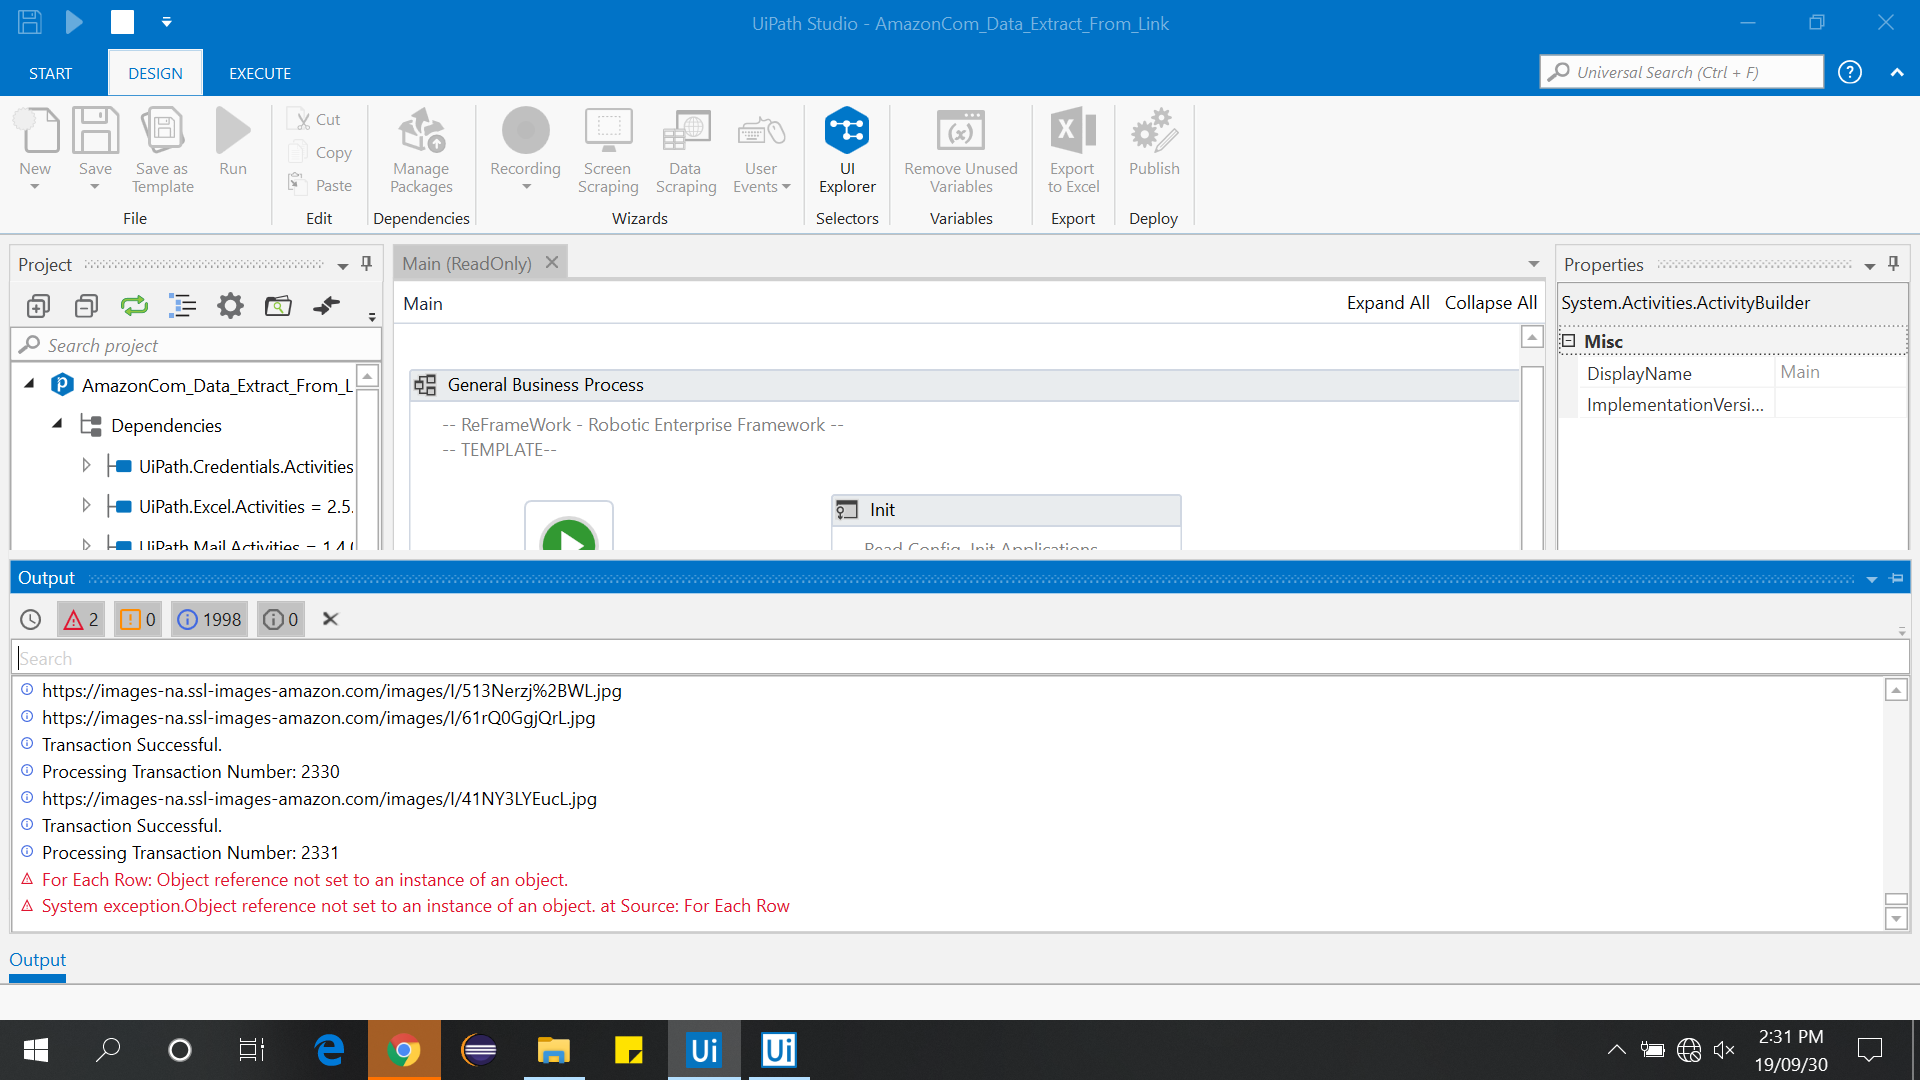 UiPath Studio - AmazonCom_Data_Extract_From_Link
START
DESIGN
EXECUTE
Universal Search (Ctrl + F)
New
Save
Save as Template
Run
Cut
Copy
Paste
Manage Packages
Recording
Screen Scraping
Data Scraping
User Events
UI Explorer
Remove Unused Variables
Export to Excel
Publish
File
Edit
Dependencies
Wizards
Selectors
Variables
Export
Deploy
Project
Main (ReadOnly)
Properties
Main
Expand All
Collapse All
System.Activities.ActivityBuilder
Search project
Misc
DisplayName
Main
ImplementationVersi...
AmazonCom_Data_Extract_From_L
Dependencies
UiPath.Credentials.Activities
UiPath.Excel.Activities = 2.5.
UiPath.Mail.Activities = 1.4.0
General Business Process
-- ReFrameWork - Robotic Enterprise Framework --
-- TEMPLATE--
Init
Read Config, Init Applications
Output
2
0
1998
0
Search
https://images-na.ssl-images-amazon.com/images/I/513Nerzj%2BWL.jpg
https://images-na.ssl-images-amazon.com/images/I/61rQ0GgjQrL.jpg
Transaction Successful.
Processing Transaction Number: 2330
https://images-na.ssl-images-amazon.com/images/I/41NY3LYEucL.jpg
Transaction Successful.
Processing Transaction Number: 2331
For Each Row: Object reference not set to an instance of an object.
System exception.Object reference not set to an instance of an object. at Source: For Each Row
Output
Ui
Ui
2:31 PM
19/09/30